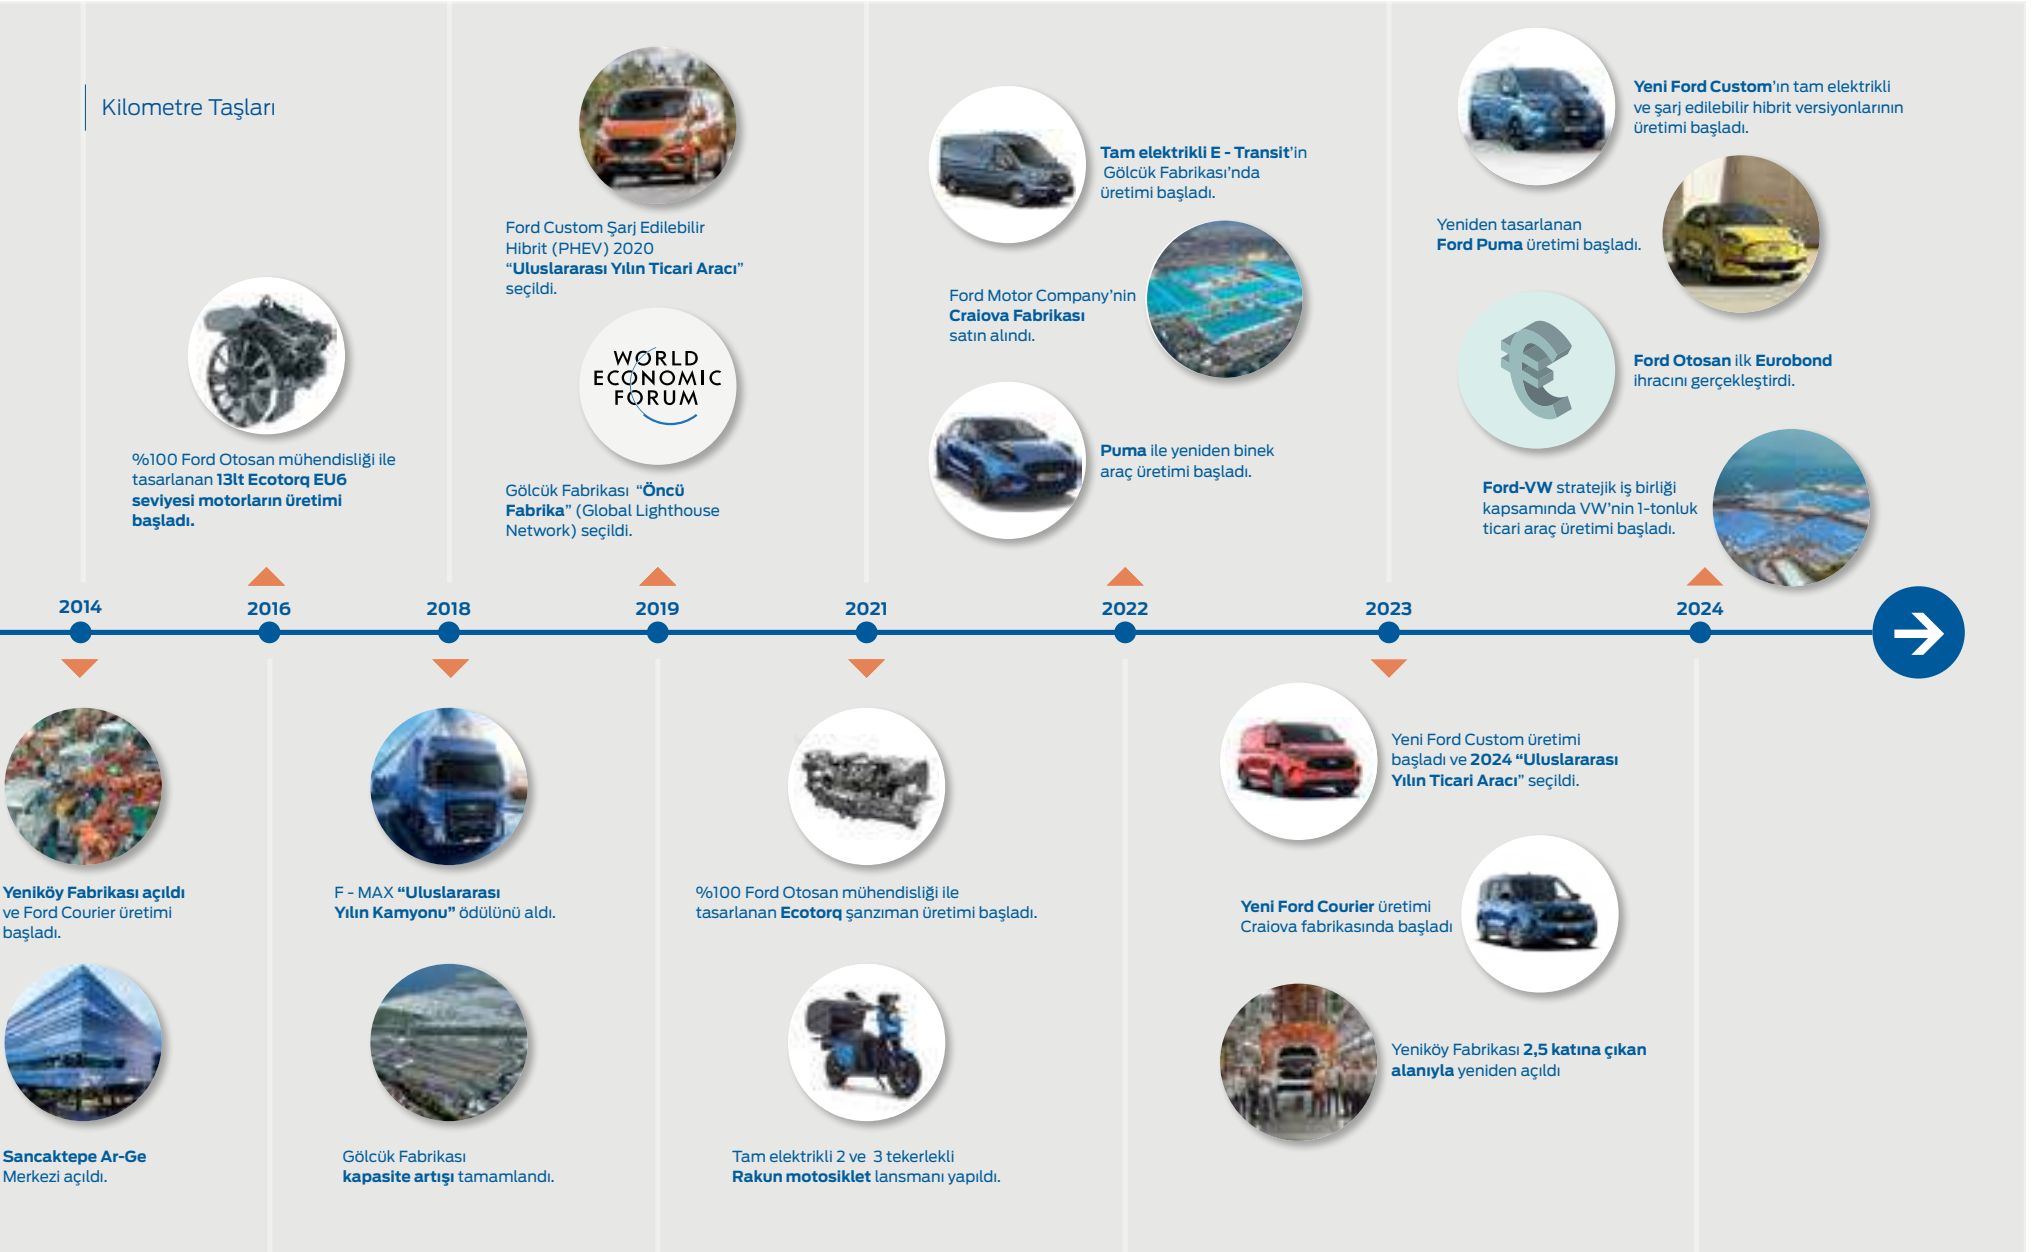 Kilometre Taşları
%100 Ford Otosan mühendisliği ile
tasarlanan 13lt Ecotorq EU6
seviyesi motorların üretimi
başladı.
Ford Custom Şarj Edilebilir
Hibrit (PHEV) 2020
“Uluslararası Yılın Ticari Aracı”
seçildi.
WORLD
ECONOMIC
FORUM
Gölcük Fabrikası “Öncü
Fabrika” (Global Lighthouse
Network) seçildi.
Tam elektrikli E - Transit’in
Gölcük Fabrikası’nda
üretimi başladı.
Ford Motor Company’nin
Craiova Fabrikası
satın alındı.
Puma ile yeniden binek
araç üretimi başladı.
Yeni Ford Custom’ın tam elektrikli
ve şarj edilebilir hibrit versiyonlarının
üretimi başladı.
Yeniden tasarlanan
Ford Puma üretimi başladı.
Ford Otosan ilk Eurobond
ihracını gerçekleştirdi.
Ford-VW stratejik iş birliği
kapsamında VW’nin 1-tonluk
ticari araç üretimi başladı.
2014
2016
2018
2019
2021
2022
2023
2024
Yeniköy Fabrikası açıldı
ve Ford Courier üretimi
başladı.
Sancaktepe Ar-Ge
Merkezi açıldı.
F - MAX “Uluslararası
Yılın Kamyonu” ödülünü aldı.
Gölcük Fabrikası
kapasite artışı tamamlandı.
%100 Ford Otosan mühendisliği ile
tasarlanan Ecotorq şanzıman üretimi başladı.
Tam elektrikli 2 ve 3 tekerlekli
Rakun motosiklet lansmanı yapıldı.
Yeni Ford Custom üretimi
başladı ve 2024 “Uluslararası
Yılın Ticari Aracı” seçildi.
Yeni Ford Courier üretimi
Craiova fabrikasında başladı
Yeniköy Fabrikası 2,5 katına çıkan
alanıyla yeniden açıldı